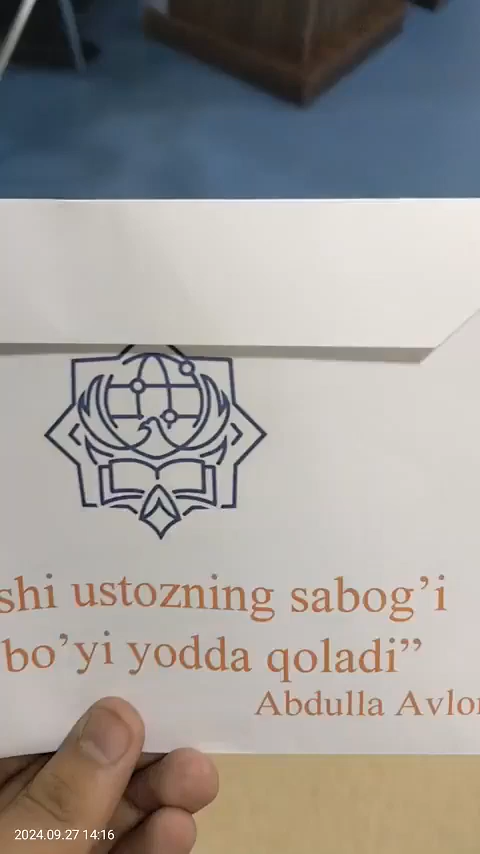 shi ustozning sabog’i
bo’yi yodda qoladi”
Abdulla Avlon
2024.09.27 14:16